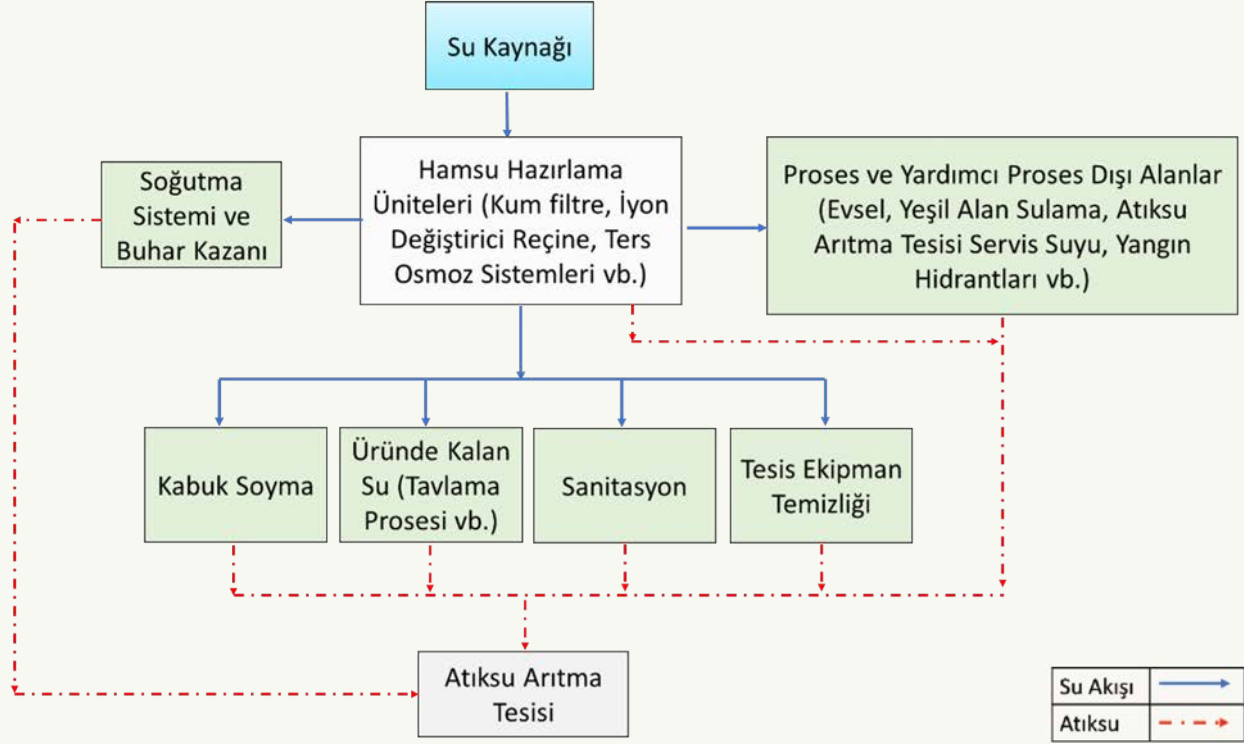 Su Kaynağı
Hamsu Hazırlama
Üniteleri (Kum filtre, İyon
Değiştirici Reçine, Ters
Osmoz Sistemleri vb.)
Soğutma
Sistemi ve
Buhar Kazanı
Proses ve Yardımcı Proses Dışı Alanlar
(Evsel, Yeşil Alan Sulama, Atıksu
Arıtma Tesisi Servis Suyu, Yangın
Hidrantları vb.)
Kabuk Soyma
Üründe Kalan
Su (Tavlama
Prosesi vb.)
Sanitasyon
Tesis Ekipman
Temizliği
Atıksu Arıtma
Tesisi
Su Akışı
Atıksu